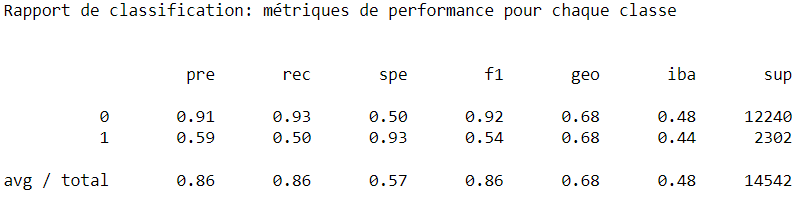 Rapport de classification: métriques de performance pour chaque classe
pre rec spe f1 geo iba sup
0 0.91 0.93 0.50 0.92 0.68 0.48 12240
1 0.59 0.50 0.93 0.54 0.68 0.44 2302
avg / total 0.86 0.86 0.57 0.86 0.68 0.48 14542